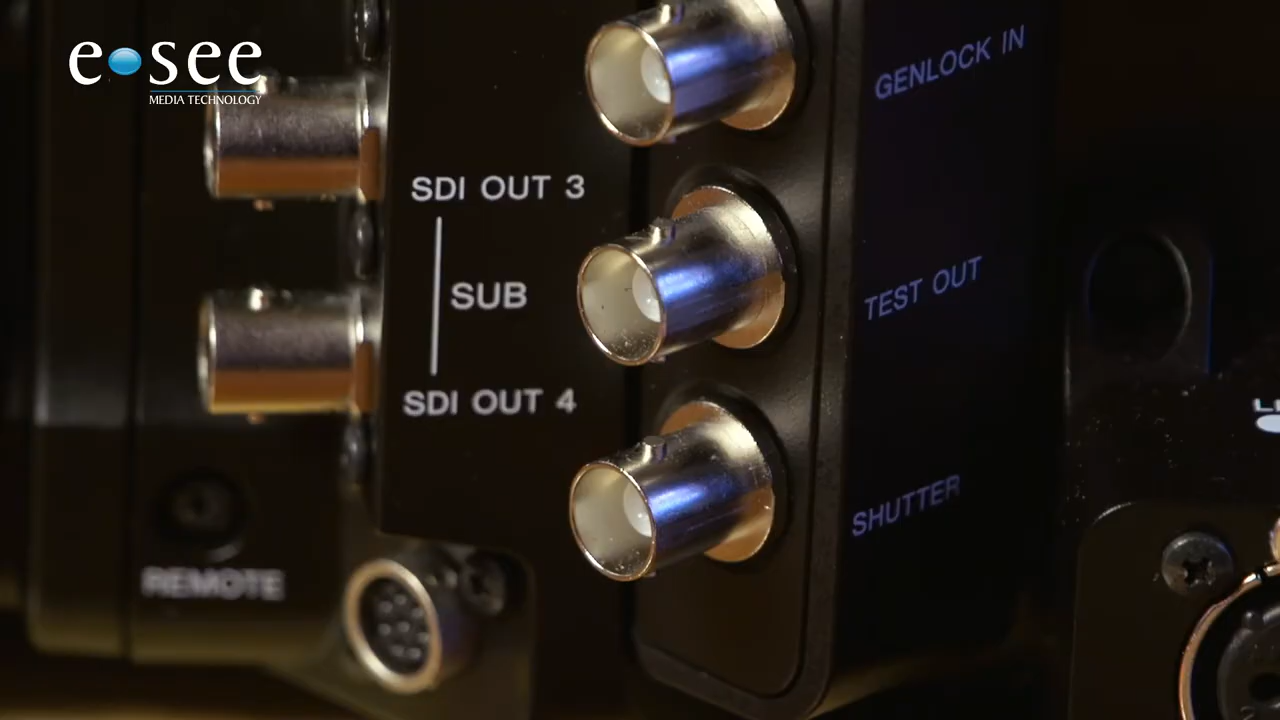 e•see
MEDIA TECHNOLOGY
GENLOCK IN
SDI OUT 3
SUB
SDI OUT 4
TEST OUT
SHUTTER
REMOTE